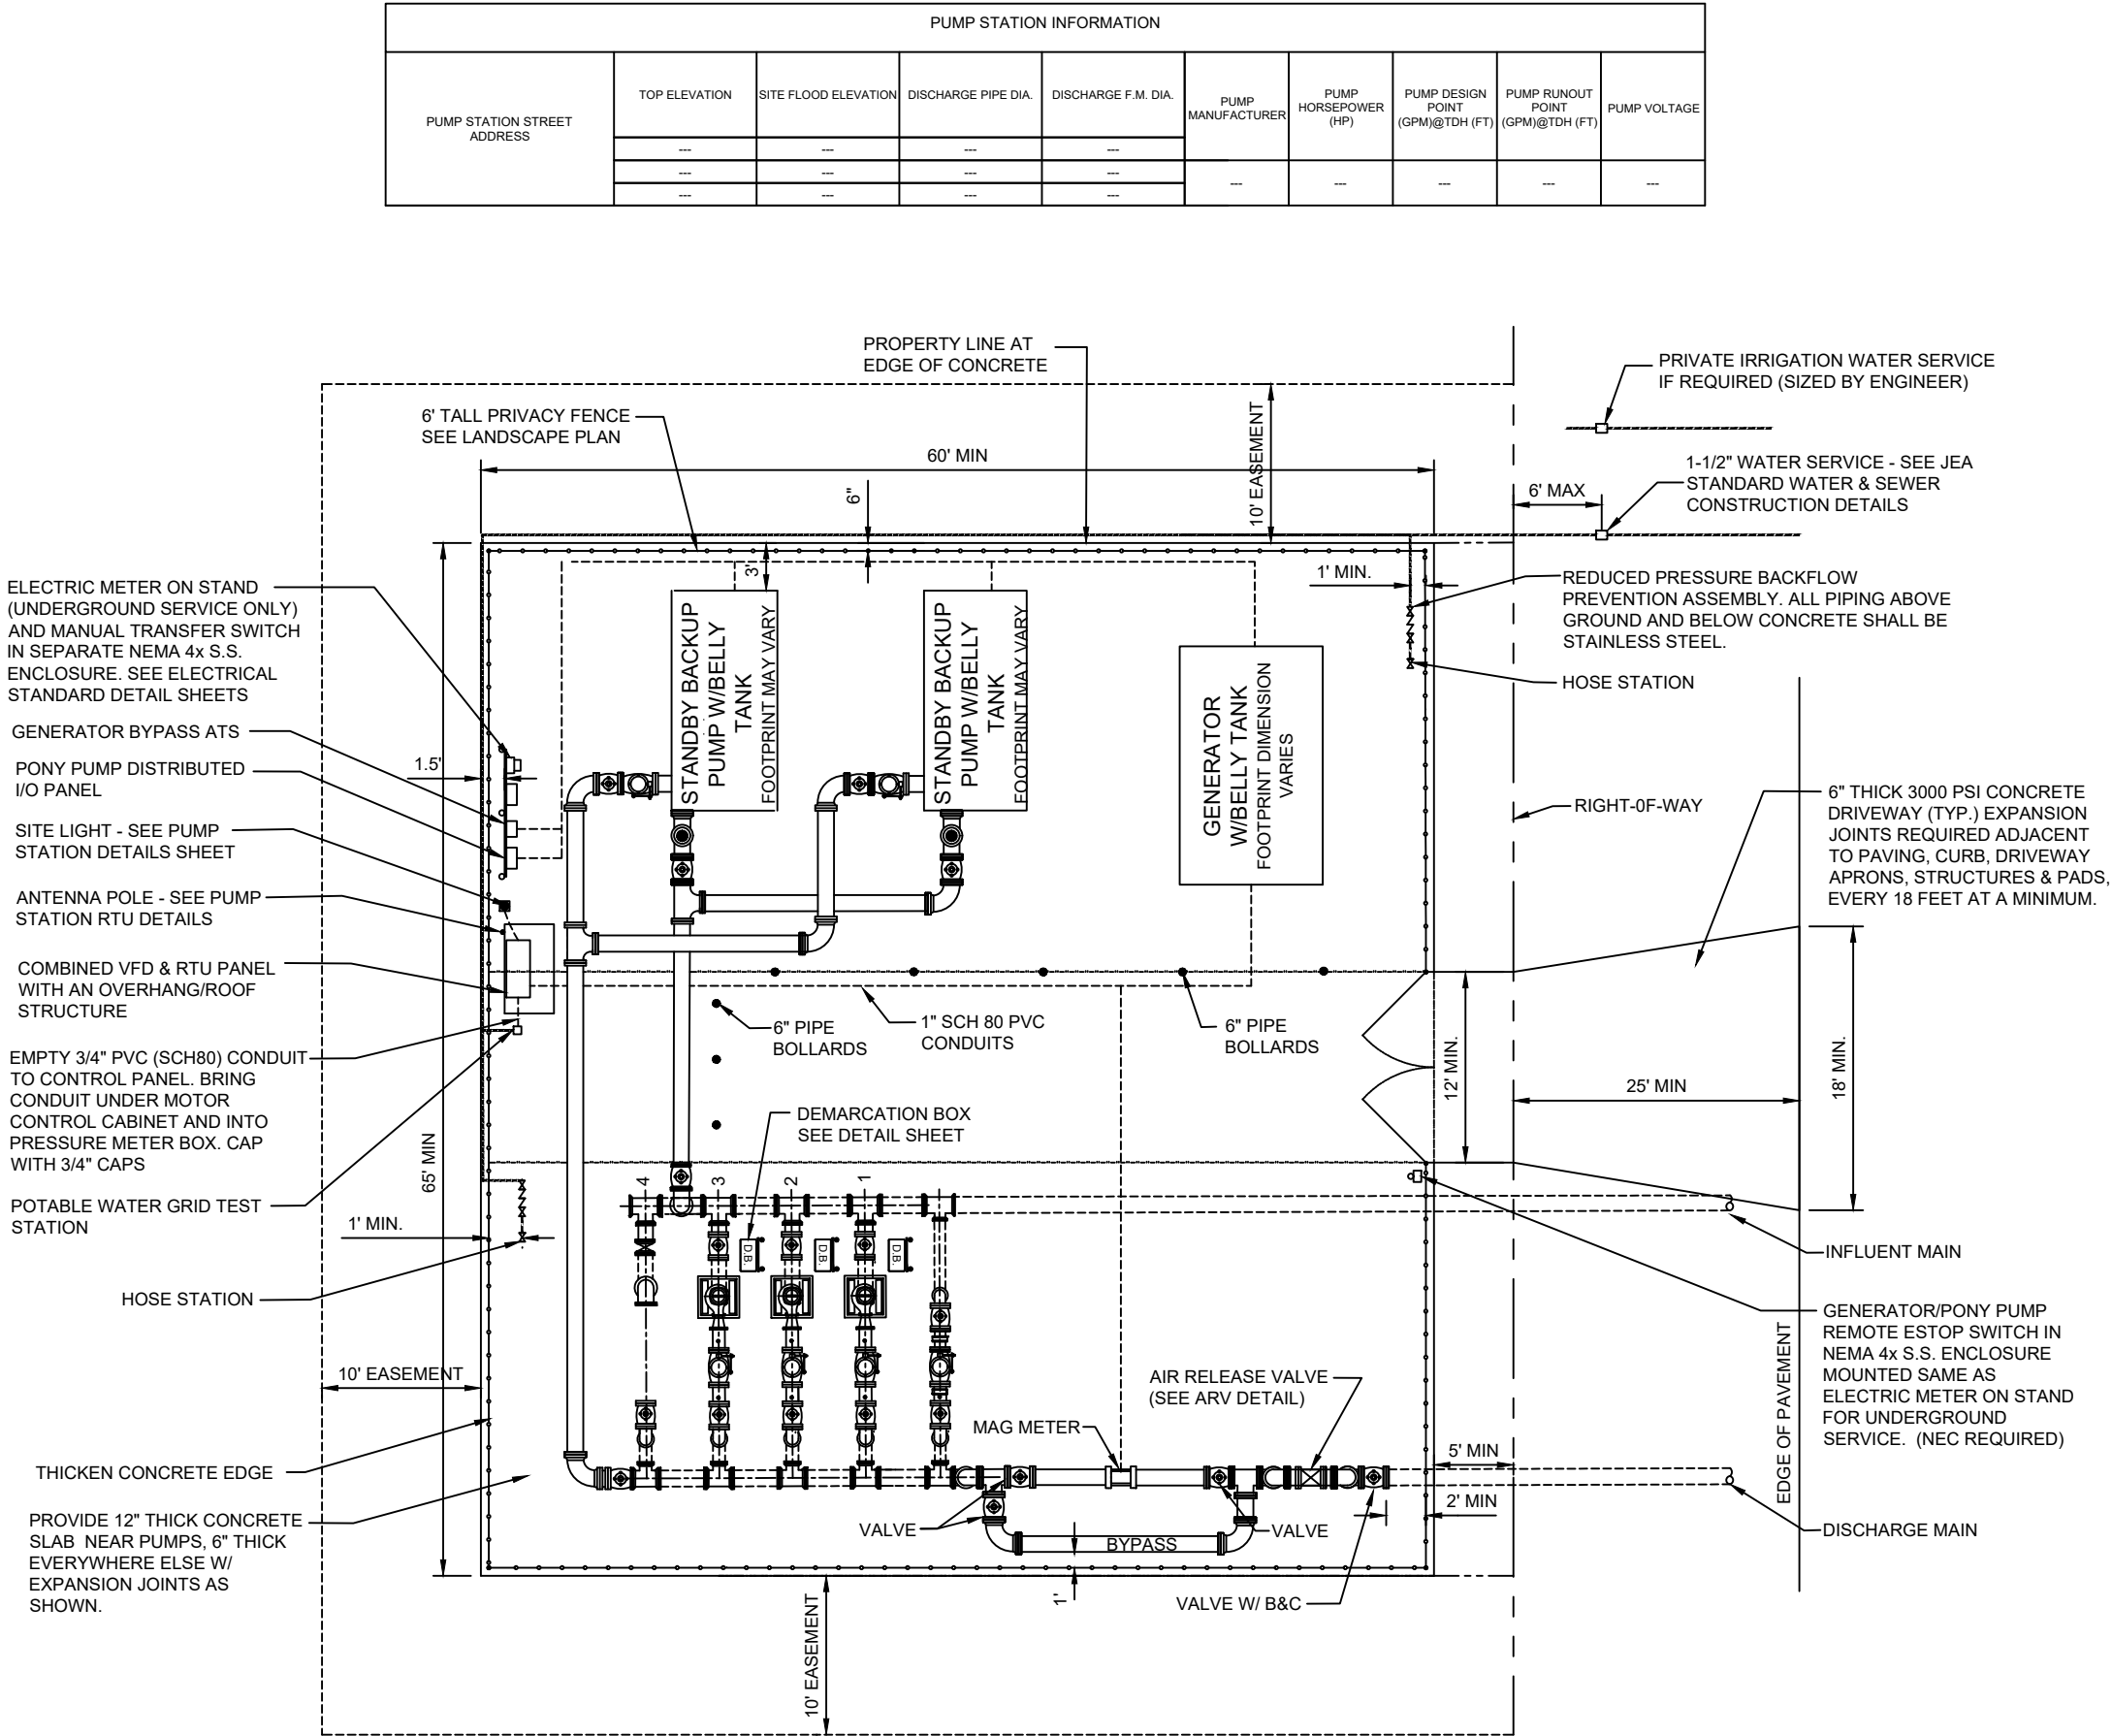 PUMP STATION INFORMATION
PUMP STATION STREET
ADDRESS
TOP ELEVATION
SITE FLOOD ELEVATION
DISCHARGE PIPE DIA.
DISCHARGE F.M. DIA.
PUMP
MANUFACTURER
PUMP
HORSEPOWER
(HP)
PUMP DESIGN
POINT
(GPM)@TDH (FT)
PUMP RUNOUT
POINT
(GPM)@TDH (FT)
PUMP VOLTAGE
--- --- --- ---
--- --- --- ---
--- --- --- --- ---
--- --- --- ---
PROPERTY LINE AT
EDGE OF CONCRETE
PRIVATE IRRIGATION WATER SERVICE
IF REQUIRED (SIZED BY ENGINEER)
6' TALL PRIVACY FENCE
SEE LANDSCAPE PLAN
60' MIN
6"
10' EASEMENT
6' MAX
1-1/2" WATER SERVICE - SEE JEA
STANDARD WATER & SEWER
CONSTRUCTION DETAILS
3'
1' MIN.
REDUCED PRESSURE BACKFLOW
PREVENTION ASSEMBLY. ALL PIPING ABOVE
GROUND AND BELOW CONCRETE SHALL BE
STAINLESS STEEL.
HOSE STATION
ELECTRIC METER ON STAND
(UNDERGROUND SERVICE ONLY)
AND MANUAL TRANSFER SWITCH
IN SEPARATE NEMA 4x S.S.
ENCLOSURE. SEE ELECTRICAL
STANDARD DETAIL SHEETS
GENERATOR BYPASS ATS
PONY PUMP DISTRIBUTED
I/O PANEL
1.5'
SITE LIGHT - SEE PUMP
STATION DETAILS SHEET
ANTENNA POLE - SEE PUMP
STATION RTU DETAILS
COMBINED VFD & RTU PANEL
WITH AN OVERHANG/ROOF
STRUCTURE
EMPTY 3/4" PVC (SCH80) CONDUIT
TO CONTROL PANEL. BRING
CONDUIT UNDER MOTOR
CONTROL CABINET AND INTO
PRESSURE METER BOX. CAP
WITH 3/4" CAPS
POTABLE WATER GRID TEST
STATION
65' MIN
1' MIN.
HOSE STATION
10' EASEMENT
THICKEN CONCRETE EDGE
PROVIDE 12" THICK CONCRETE
SLAB NEAR PUMPS, 6" THICK
EVERYWHERE ELSE W/
EXPANSION JOINTS AS
SHOWN.
STANDBY BACKUP
PUMP W/BELLY
TANK
FOOTPRINT MAY VARY
STANDBY BACKUP
PUMP W/BELLY
TANK
FOOTPRINT MAY VARY
GENERATOR
W/BELLY TANK
FOOTPRINT DIMENSION
VARIES
RIGHT-0F-WAY
6" THICK 3000 PSI CONCRETE
DRIVEWAY (TYP.) EXPANSION
JOINTS REQUIRED ADJACENT
TO PAVING, CURB, DRIVEWAY
APRONS, STRUCTURES & PADS,
EVERY 18 FEET AT A MINIMUM.
6" PIPE
BOLLARDS
1" SCH 80 PVC
CONDUITS
6" PIPE
BOLLARDS
12' MIN.
25' MIN
18' MIN.
DEMARCATION BOX
SEE DETAIL SHEET
4
3
2
1
D.B.
D.B.
D.B.
INFLUENT MAIN
GENERATOR/PONY PUMP
REMOTE ESTOP SWITCH IN
NEMA 4x S.S. ENCLOSURE
MOUNTED SAME AS
ELECTRIC METER ON STAND
FOR UNDERGROUND
SERVICE. (NEC REQUIRED)
EDGE OF PAVEMENT
AIR RELEASE VALVE
(SEE ARV DETAIL)
MAG METER
5' MIN
2' MIN
VALVE
VALVE
BYPASS
DISCHARGE MAIN
1'
VALVE W/ B&C
10' EASEMENT